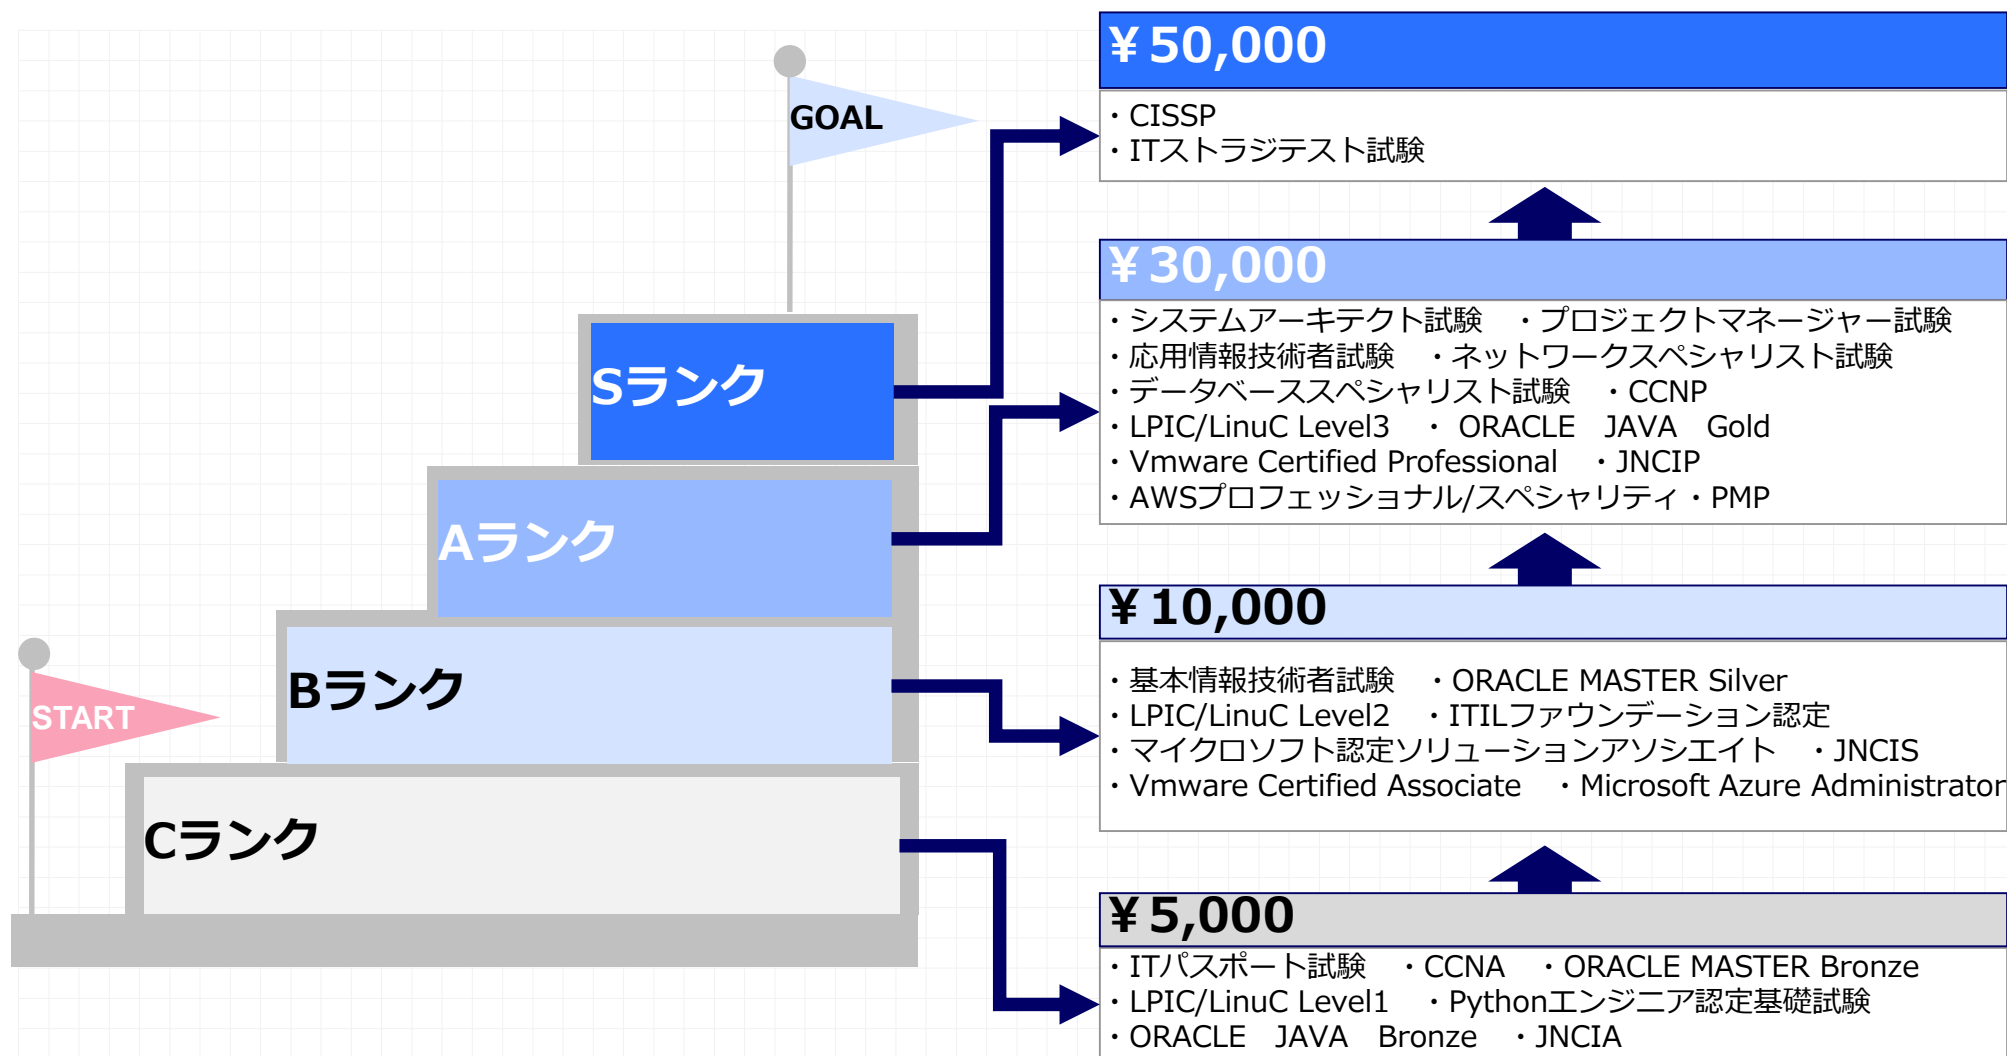 ¥50,000
・CISSP
・ITストラジテスト試験
GOAL
¥30,000
・システムアーキテクト試験　・プロジェクトマネージャー試験
・応用情報技術者試験　・ネットワークスペシャリスト試験
・データベーススペシャリスト試験　・CCNP
・LPIC/LinuC Level3　・ ORACLE　JAVA　Gold
・Vmware Certified Professional　・JNCIP
・AWSプロフェッショナル/スペシャリティ・PMP
Sランク
Aランク
¥10,000
・基本情報技術者試験　・ORACLE MASTER Silver
・LPIC/LinuC Level2　・ITILファウンデーション認定
・マイクロソフト認定ソリューションアソシエイト　・JNCIS
・Vmware Certified Associate　・Microsoft Azure Administrator
Bランク
START
Cランク
¥5,000
・ITパスポート試験　・CCNA　・ORACLE MASTER Bronze
・LPIC/LinuC Level1　・Pythonエンジニア認定基礎試験
・ORACLE　JAVA　Bronze　・JNCIA